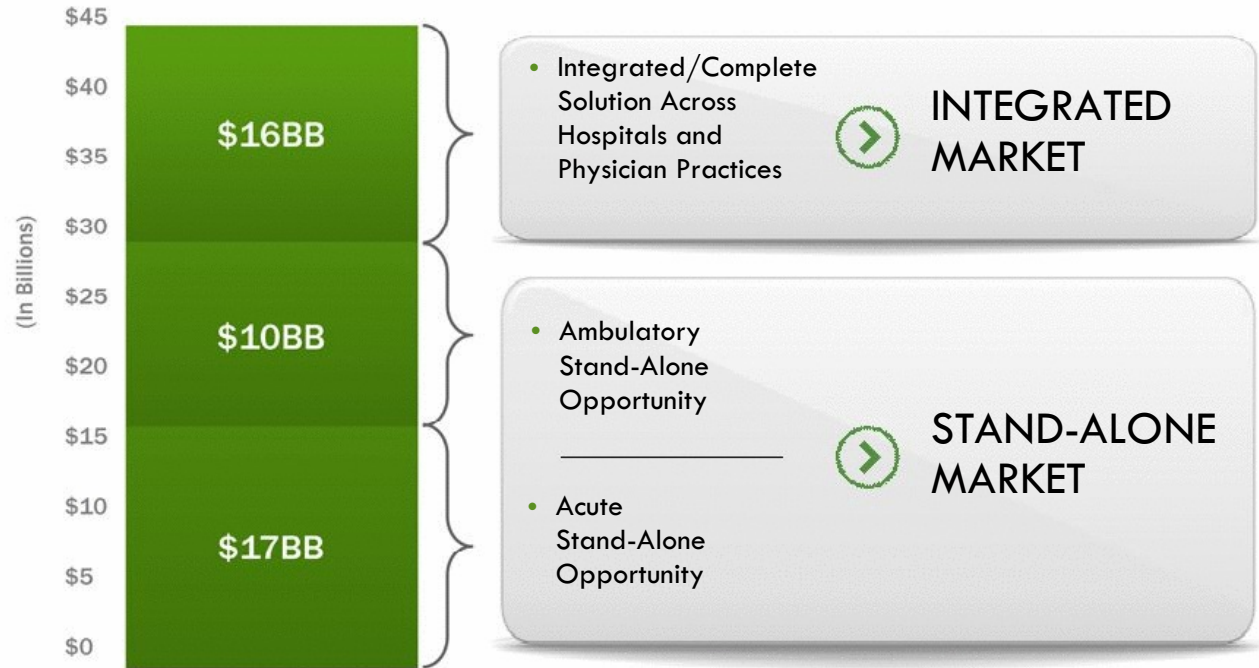 (In Billions)
$45
$40
$35
$30
$25
$20
$15
$10
$5
$0
$16BB
$10BB
$17BB
• Integrated/Complete
Solution Across
Hospitals and
Physician Practices
INTEGRATED
MARKET
• Ambulatory
Stand-Alone
Opportunity
• Acute
Stand-Alone
Opportunity
STAND-ALONE
MARKET